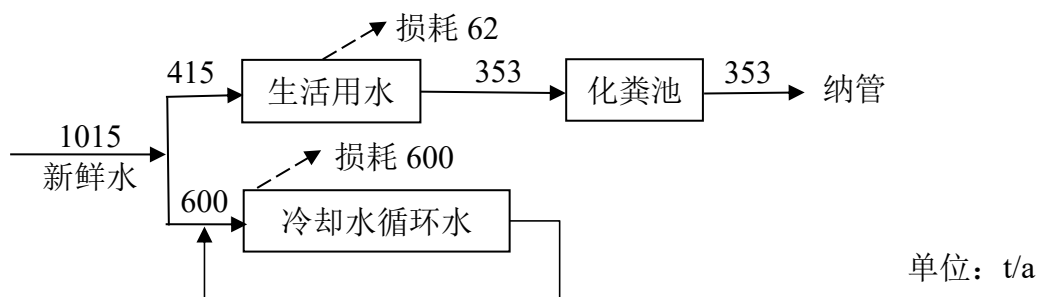 损耗 62
415
生活用水
353
化粪池
353
纳管
1015
新鲜水
损耗 600
600
冷却水循环水
单位：t/a